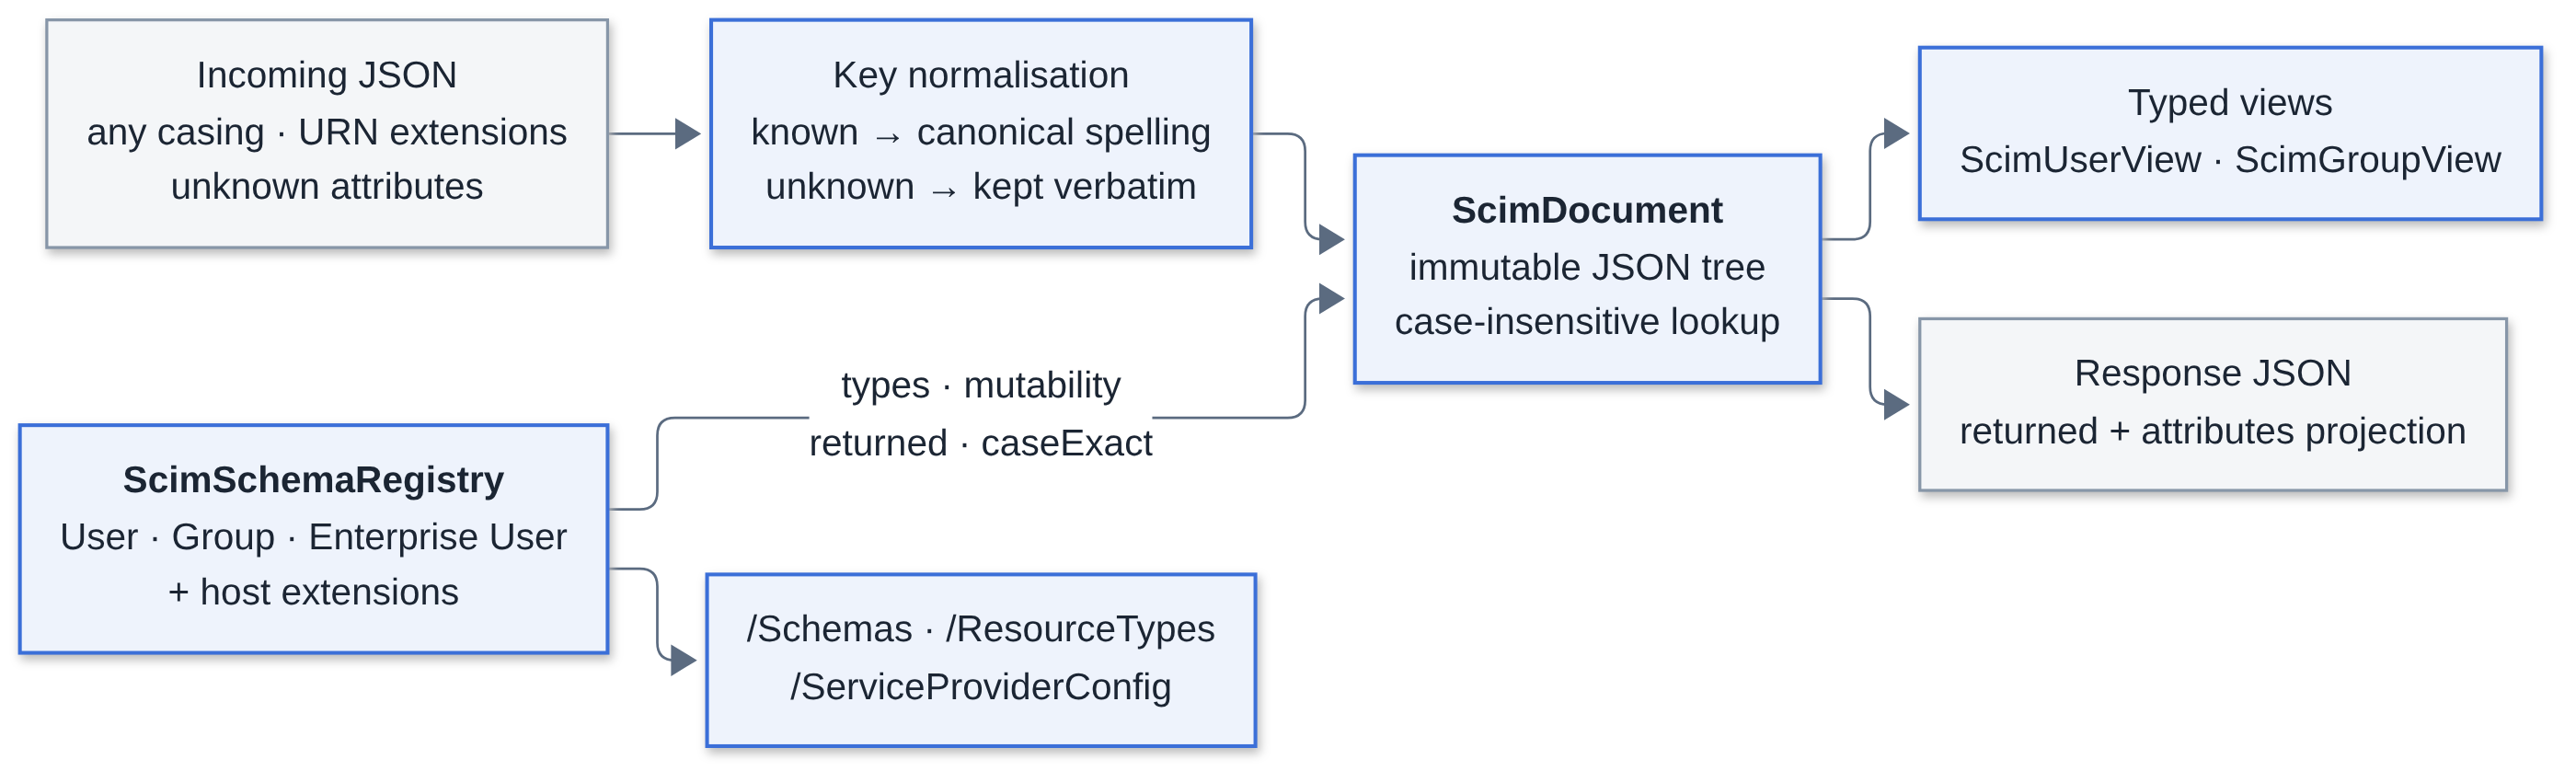 Incoming JSON
any casing · URN extensions
unknown attributes
Key normalisation
known → canonical spelling
unknown → kept verbatim
ScimDocument
immutable JSON tree
case-insensitive lookup
Typed views
ScimUserView · ScimGroupView
Response JSON
returned + attributes projection
types · mutability
returned · caseExact
ScimSchemaRegistry
User · Group · Enterprise User
+ host extensions
/Schemas · /ResourceTypes
/ServiceProviderConfig